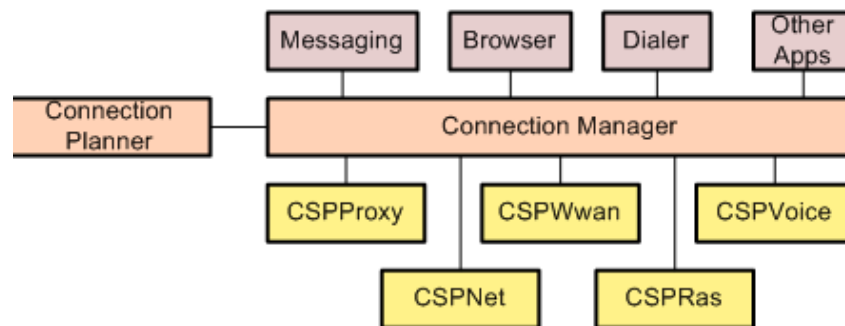 Messaging
Browser
Dialer
Other
Apps
Connection
Planner
Connection Manager
CSPProxy
CSPWwan
CSPVoice
CSPNet
CSPRas